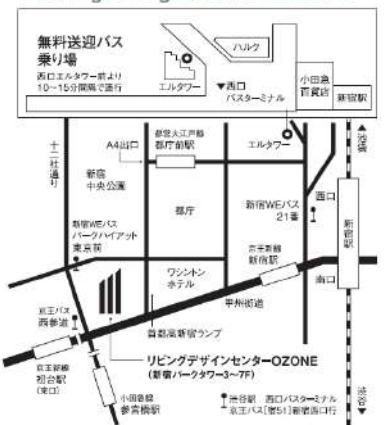 無料送迎バス
乗り場
西口エルタワー前より
10〜15分間隔で運行
エルタワー
ハルク
▼西口
バスターミナル
小田急
百貨店
新宿駅
十二社通り
A4出口
都営大江戸線
都庁前駅
エルタワー
▲池袋
新宿
中央公園
都庁
新宿WEバス
21番
西口
新宿駅
新宿WEバス
パークハイアット
東京前
ワシントン
ホテル
京王新線
新宿駅
南口
甲州街道
京王バス
西参道
首都高新宿ランプ
京王新線
初台駅
(東口)
リビングデザインセンターOZONE
(新宿パークタワー3〜7F)
小田急線
参宮橋駅
渋谷駅 西口バスターミナル
京王バス[宿51]新宿西口行
渋谷▼